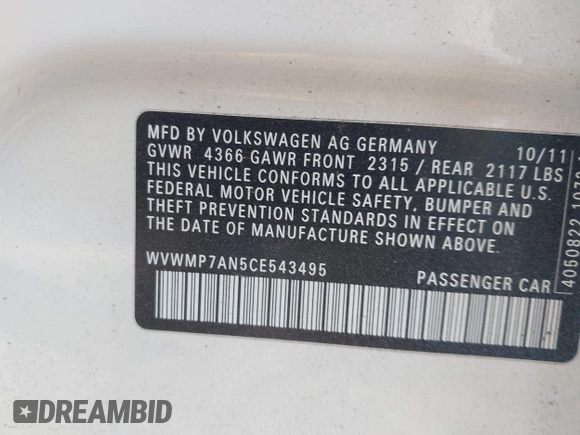 MFD BY VOLKSWAGEN AG GERMANY 10/11
GVWR 4366 GAWR FRONT 2315 / REAR 2117 LBS
THIS VEHICLE CONFORMS TO ALL APPLICABLE U.S.
FEDERAL MOTOR VEHICLE SAFETY, BUMPER AND
THEFT PREVENTION STANDARDS IN EFFECT ON
THE DATE OF MANUFACTURE SHOWN ABOVE.
WVWMP7AN5CE543495 PASSENGER CAR
4050822
DREAMBID